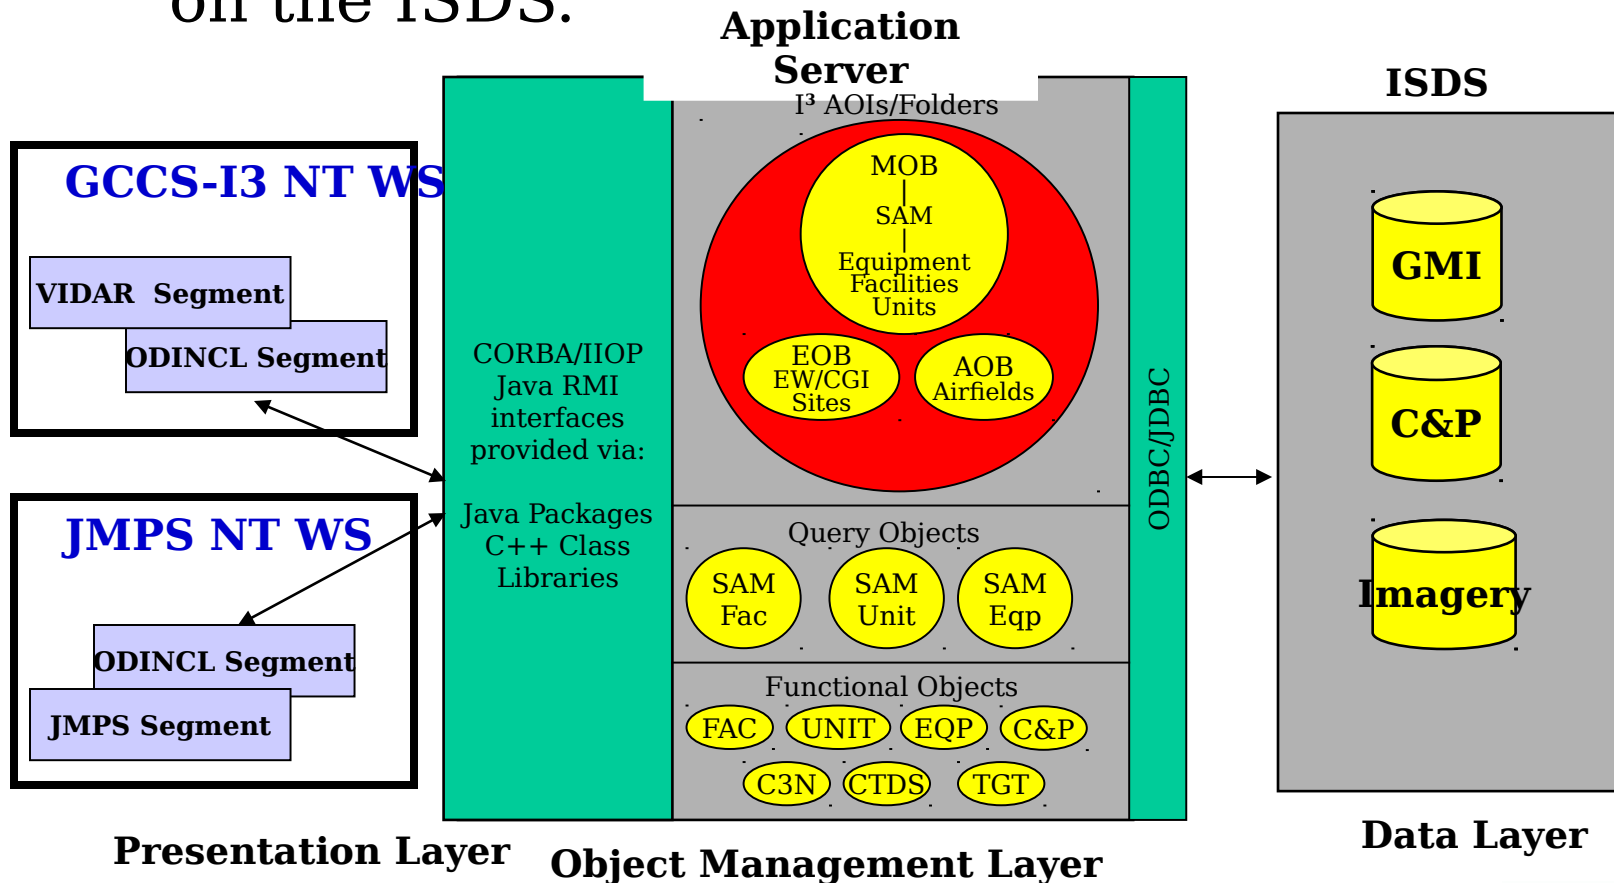 on the ISDS.
Application
Server
ISDS
GCCS-I3 NT WS
VIDAR  Segment
ODINCL Segment
JMPS NT WS
ODINCL Segment
JMPS Segment
Presentation Layer
CORBA/IIOP
Java RMI
interfaces
provided via:
Java Packages
C++ Class
Libraries
I³ AOIs/Folders
MOB
SAM
Equipment
Facilities
Units
EOB
EW/CGI
Sites
AOB
Airfields
Query Objects
SAM
Fac
SAM
Unit
SAM
Eqp
Functional Objects
FAC
UNIT
EQP
C&P
C3N
CTDS
TGT
ODBC/JDBC
Object Management Layer
GMI
C&P
Imagery
Data Layer